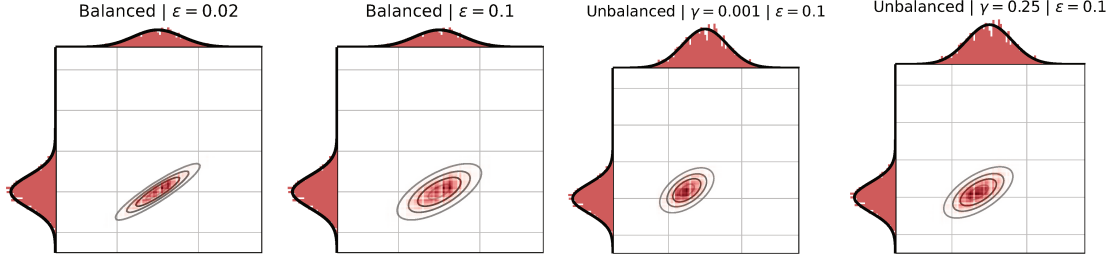 Balanced | ε = 0.02
Balanced | ε = 0.1
Unbalanced | γ = 0.001 | ε = 0.1
Unbalanced | γ = 0.25 | ε = 0.1